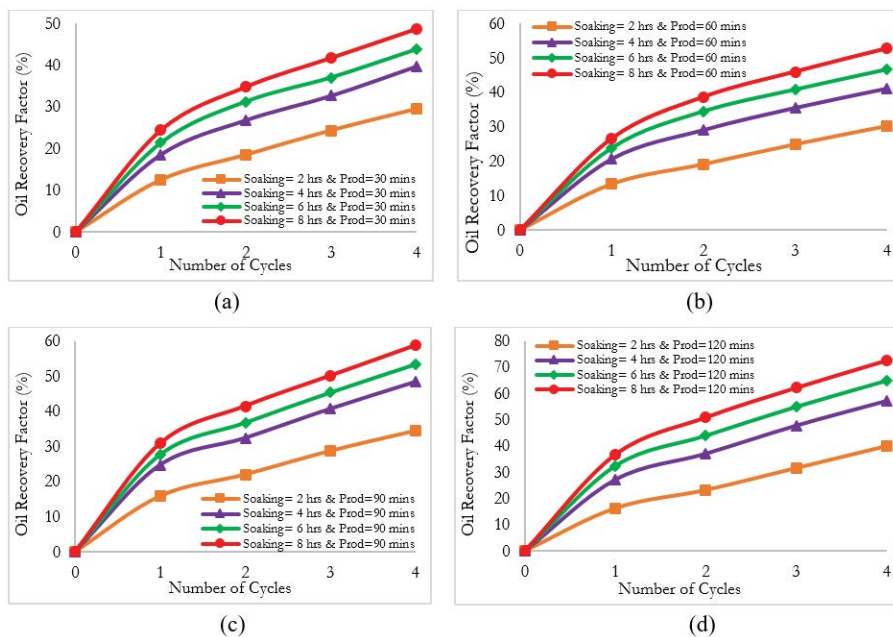 50
40
30
20
10
0
Oil Recovery Factor (%)
Soaking= 2 hrs & Prod=30 mins
Soaking= 4 hrs & Prod=30 mins
Soaking= 6 hrs & Prod=30 mins
Soaking= 8 hrs & Prod=30 mins
0 1 2 3 4
Number of Cycles
(a)
60
50
40
30
20
10
0
Oil Recovery Factor (%)
Soaking= 2 hrs & Prod=60 mins
Soaking= 4 hrs & Prod=60 mins
Soaking= 6 hrs & Prod=60 mins
Soaking= 8 hrs & Prod=60 mins
0 1 2 3 4
Number of Cycles
(b)
60
50
40
30
20
10
0
Oil Recovery Factor (%)
Soaking= 2 hrs & Prod=90 mins
Soaking= 4 hrs & Prod=90 mins
Soaking= 6 hrs & Prod=90 mins
Soaking= 8 hrs & Prod=90 mins
0 1 2 3 4
Number of Cycles
(c)
80
70
60
50
40
30
20
10
0
Oil Recovery Factor (%)
Soaking= 2 hrs & Prod=120 mins
Soaking= 4 hrs & Prod=120 mins
Soaking= 6 hrs & Prod=120 mins
Soaking= 8 hrs & Prod=120 mins
0 1 2 3 4
Number of Cycles
(d)